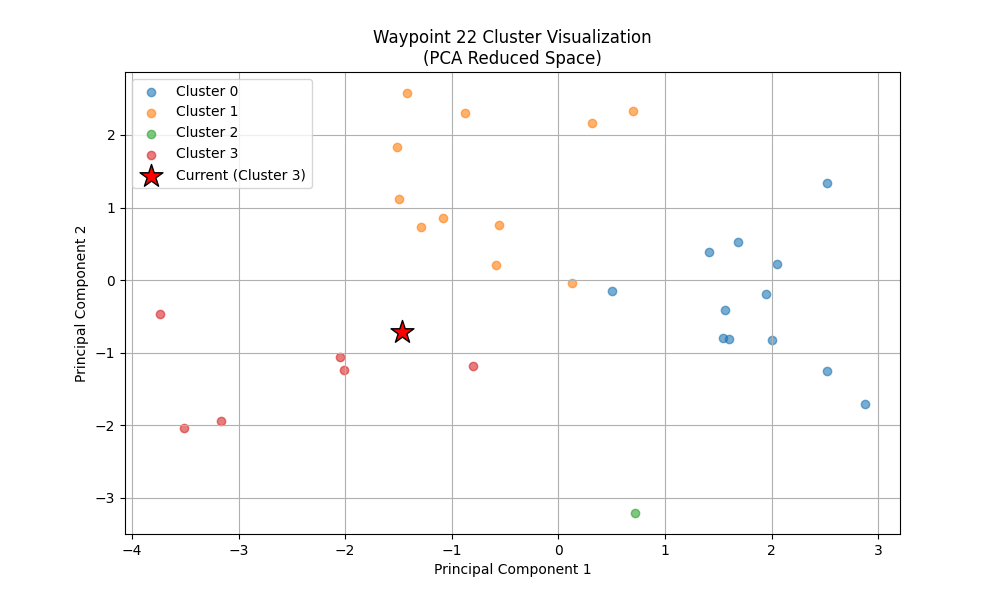 Waypoint 22 Cluster Visualization
(PCA Reduced Space)
Cluster 0
Cluster 1
Cluster 2
Cluster 3
Current (Cluster 3)
Principal Component 2
2
1
0
−1
−2
−3
−4
−3
−2
−1
0
1
2
3
Principal Component 1